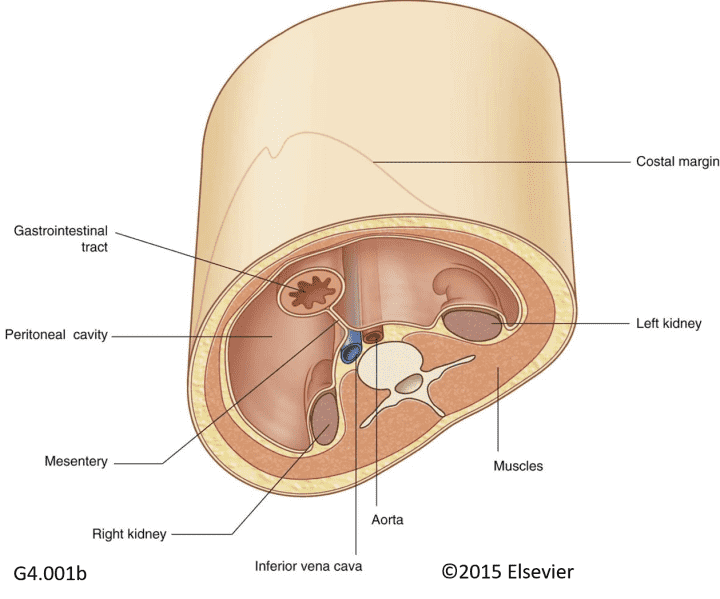 Costal margin
Gastrointestinal
tract
Peritoneal cavity
Left kidney
Mesentery
Muscles
Right kidney
Aorta
Inferior vena cava
G4.001b
©2015 Elsevier